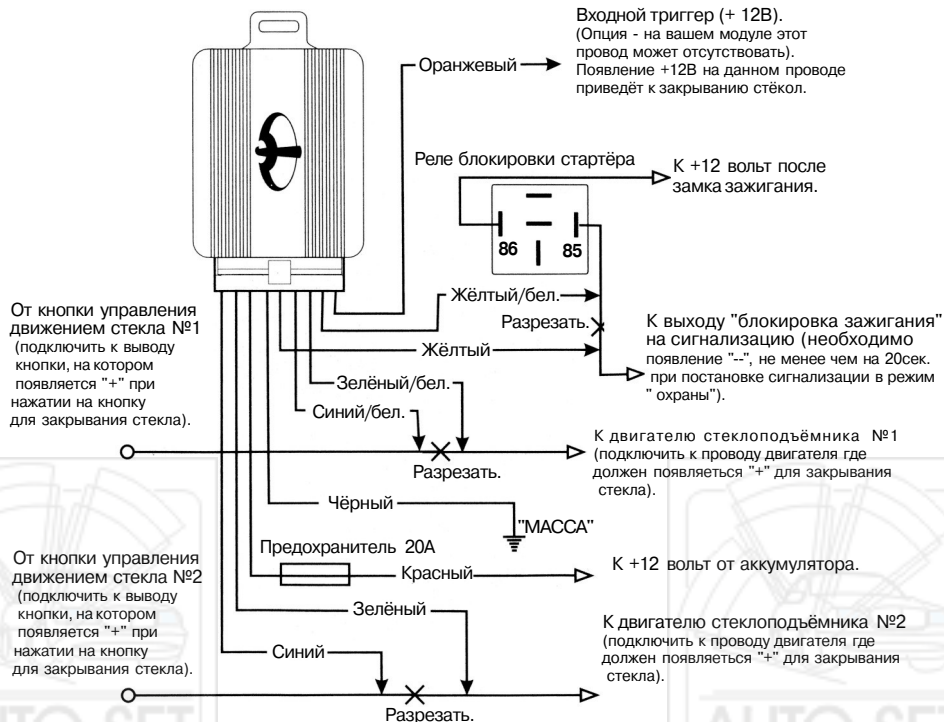 Входной триггер (+ 12В).
(Опция - на вашем модуле этот
провод может отсутствовать).
Появление +12В на данном проводе
приведёт к закрыванию стёкол.
Оранжевый
Реле блокировки стартёра
К +12 вольт после
замка зажигания.
86
85
Жёлтый/бел.
Разрезать.
Жёлтый
К выходу "блокировка зажигания"
на сигнализацию (необходимо
появление "--", не менее чем на 20сек.
при постановке сигнализации в режим
" охраны").
От кнопки управления
движением стекла №1
(подключить к выводу
кнопки, на котором
появляется "+" при
нажатии на кнопку
для закрывания стекла).
Зелёный/бел.
Синий/бел.
Разрезать.
К двигателю стеклоподъёмника №1
(подключить к проводу двигателя где
должен появляеться "+" для закрывания
стекла).
Чёрный
"МАССА"
Предохранитель 20А
Красный
К +12 вольт от аккумулятора.
От кнопки управления
движением стекла №2
(подключить к выводу
кнопки, на котором
появляется "+" при
нажатии на кнопку
для закрывания стекла).
Зелёный
Синий
Разрезать.
К двигателю стеклоподъёмника №2
(подключить к проводу двигателя где
должен появляеться "+" для закрывания
стекла).